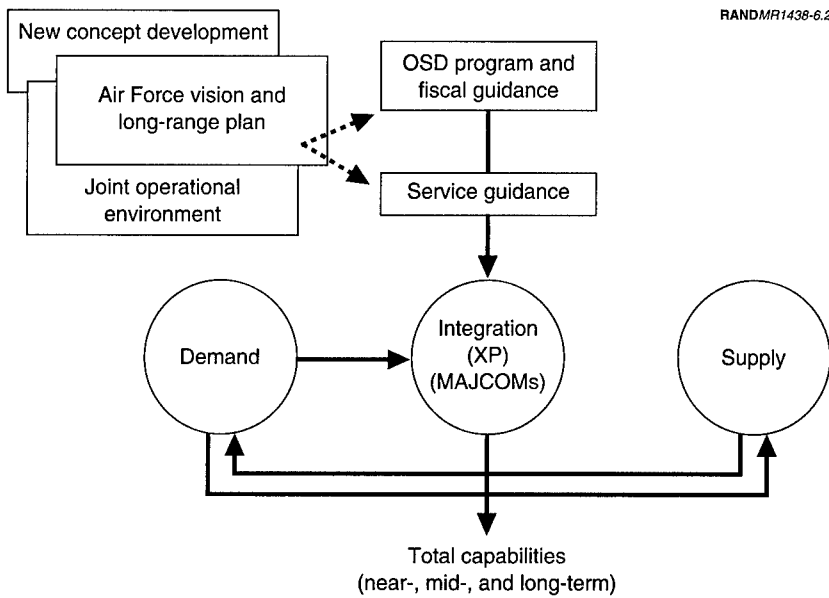 RANDMR1438-6.2
New concept development
Air Force vision and
long-range plan
Joint operational
environment
OSD program and
fiscal guidance
Service guidance
Demand
Integration
(XP)
(MAJCOMs)
Supply
Total capabilities
(near-, mid-, and long-term)